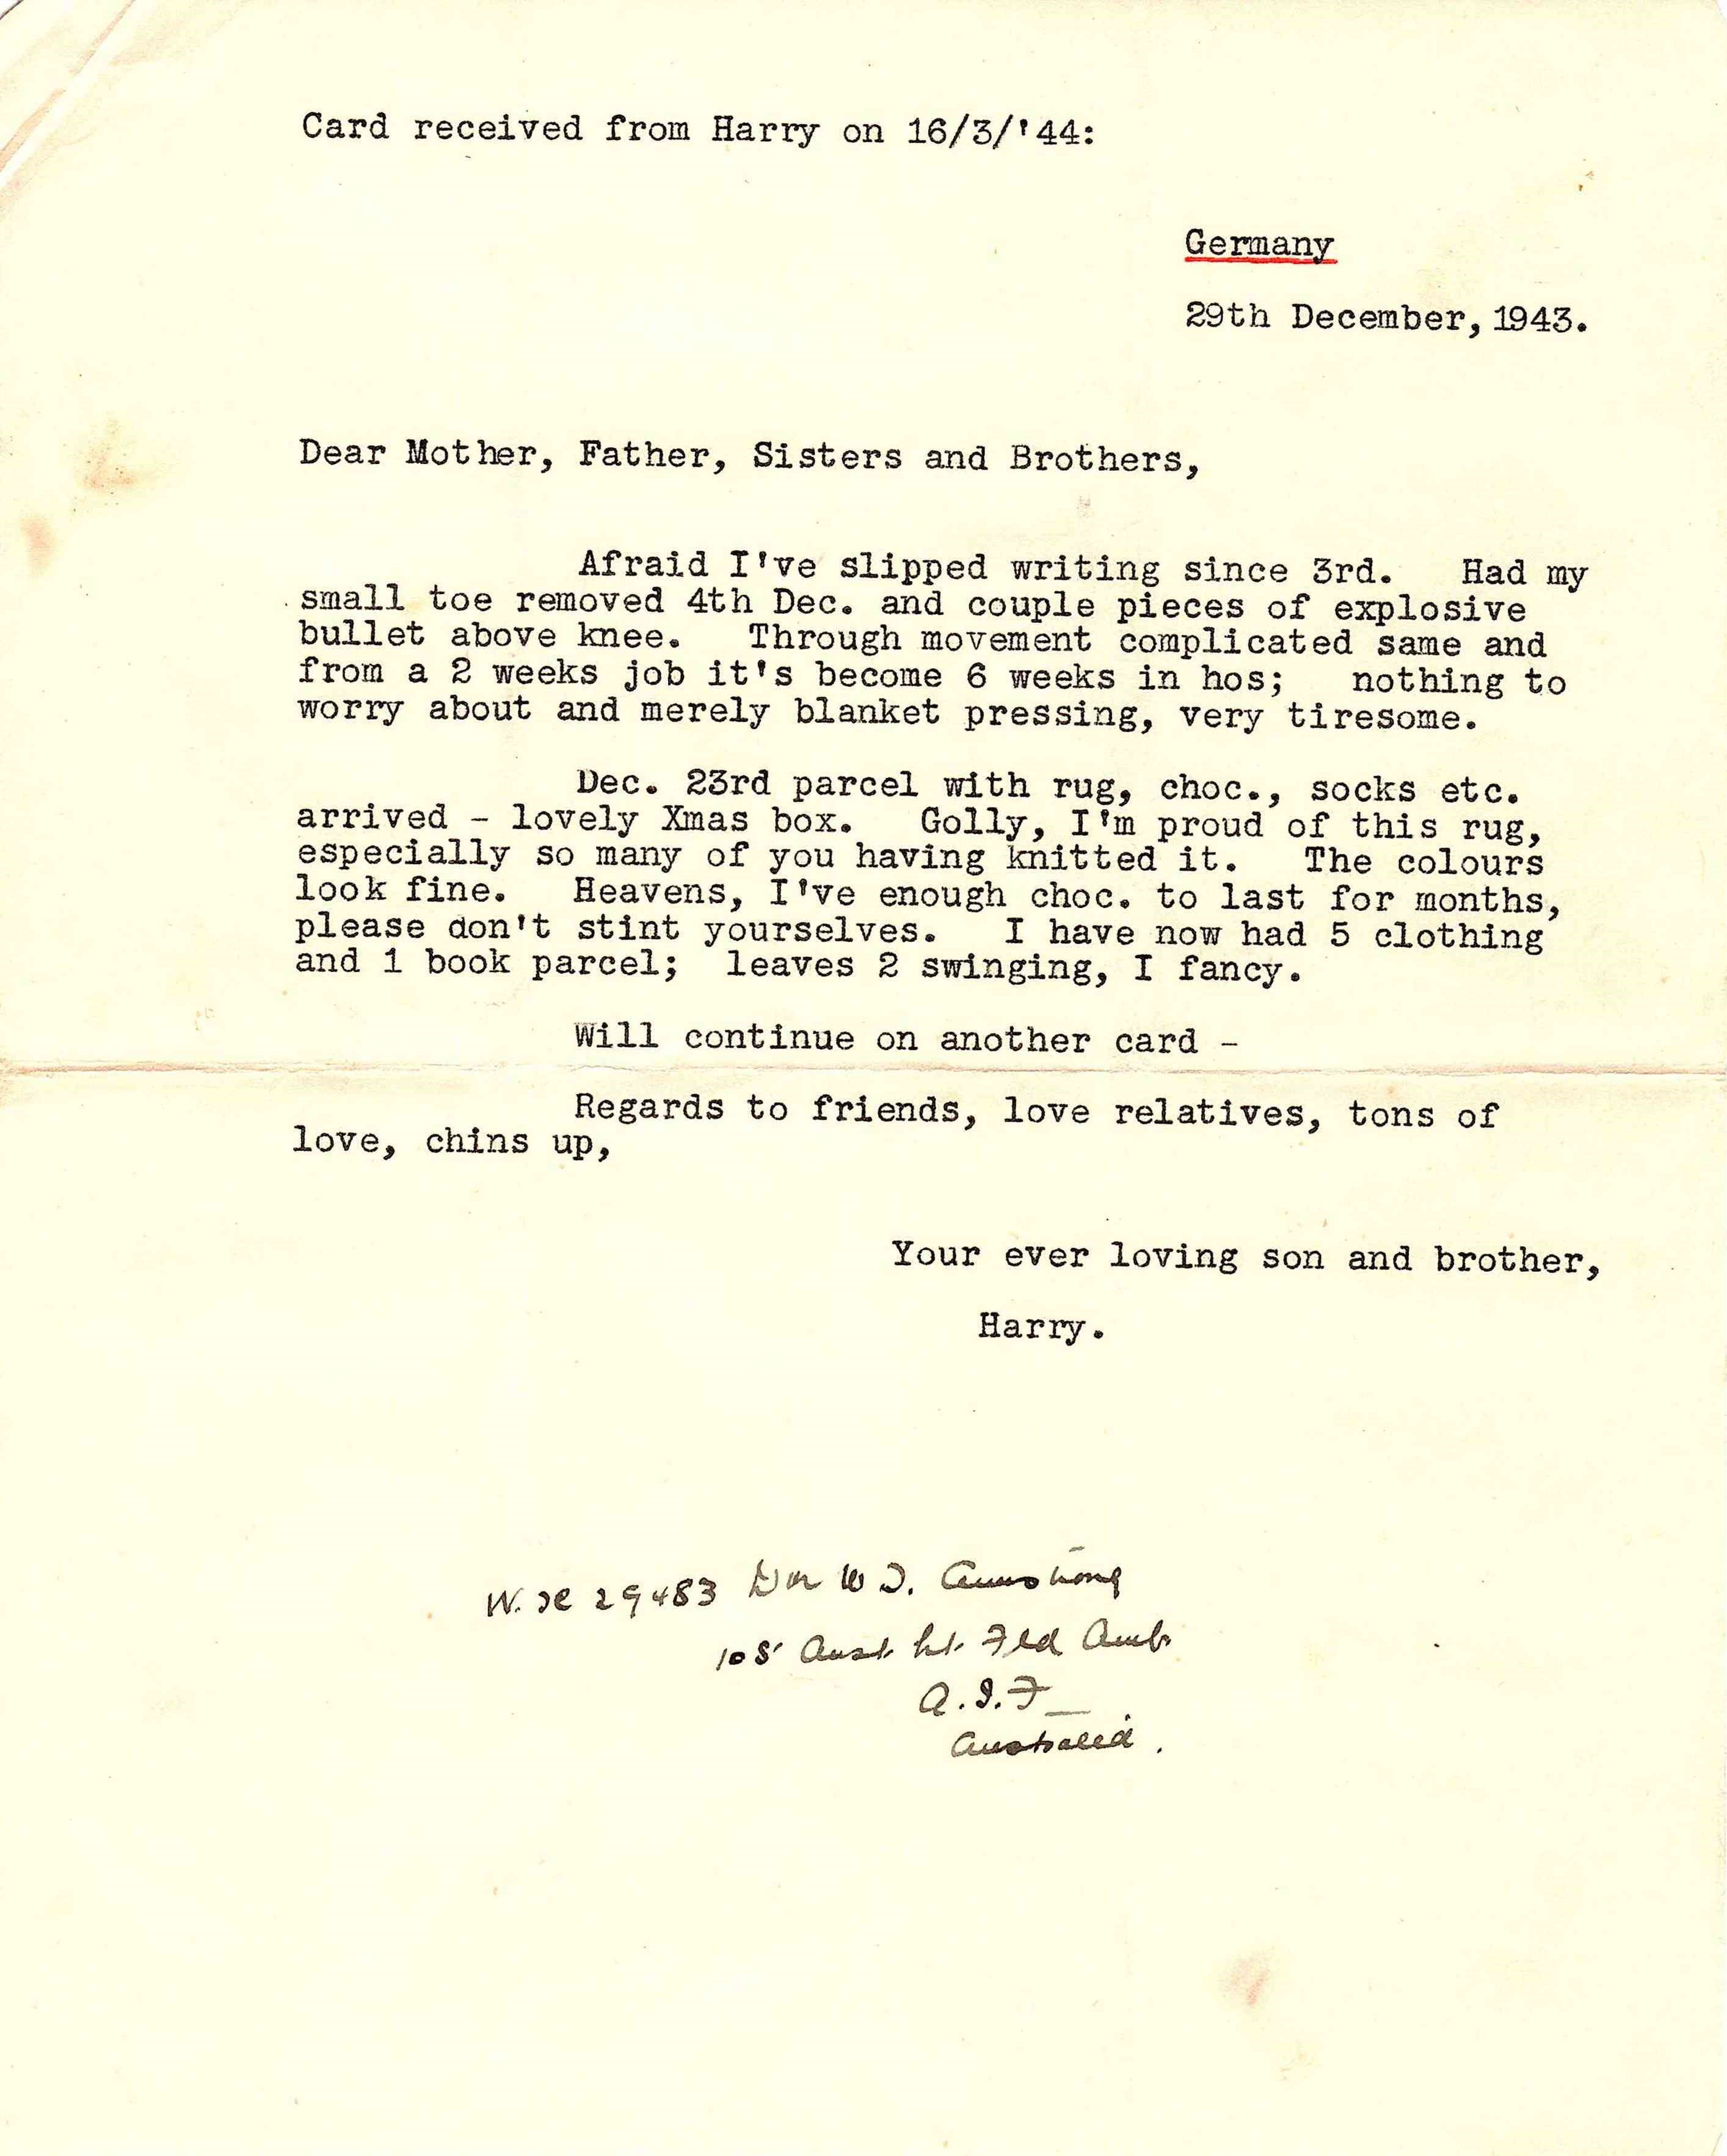 Card received from Harry on 16/3/'44:
Germany
29th December, 1943.
Dear Mother, Father, Sisters and Brothers,
Afraid I've slipped writing since 3rd. Had my
small toe removed 4th Dec. and couple pieces of explosive
bullet above knee. Through movement complicated same and
from a 2 weeks job it's become 6 weeks in hos; nothing to
worry about and merely blanket pressing, very tiresome.
Dec. 23rd parcel with rug, choc., socks etc.
arrived - lovely Xmas box. Golly, I'm proud of this rug,
especially so many of you having knitted it. The colours
look fine. Heavens, I've enough choc. to last for months,
please don't stint yourselves. I have now had 5 clothing
and 1 book parcel; leaves 2 swinging, I fancy.
Will continue on another card -
Regards to friends, love relatives, tons of
love, chins up,
Your ever loving son and brother,
Harry.
29483 Armstrong
Aust. Fld Amb.
A.I.F
Australia.